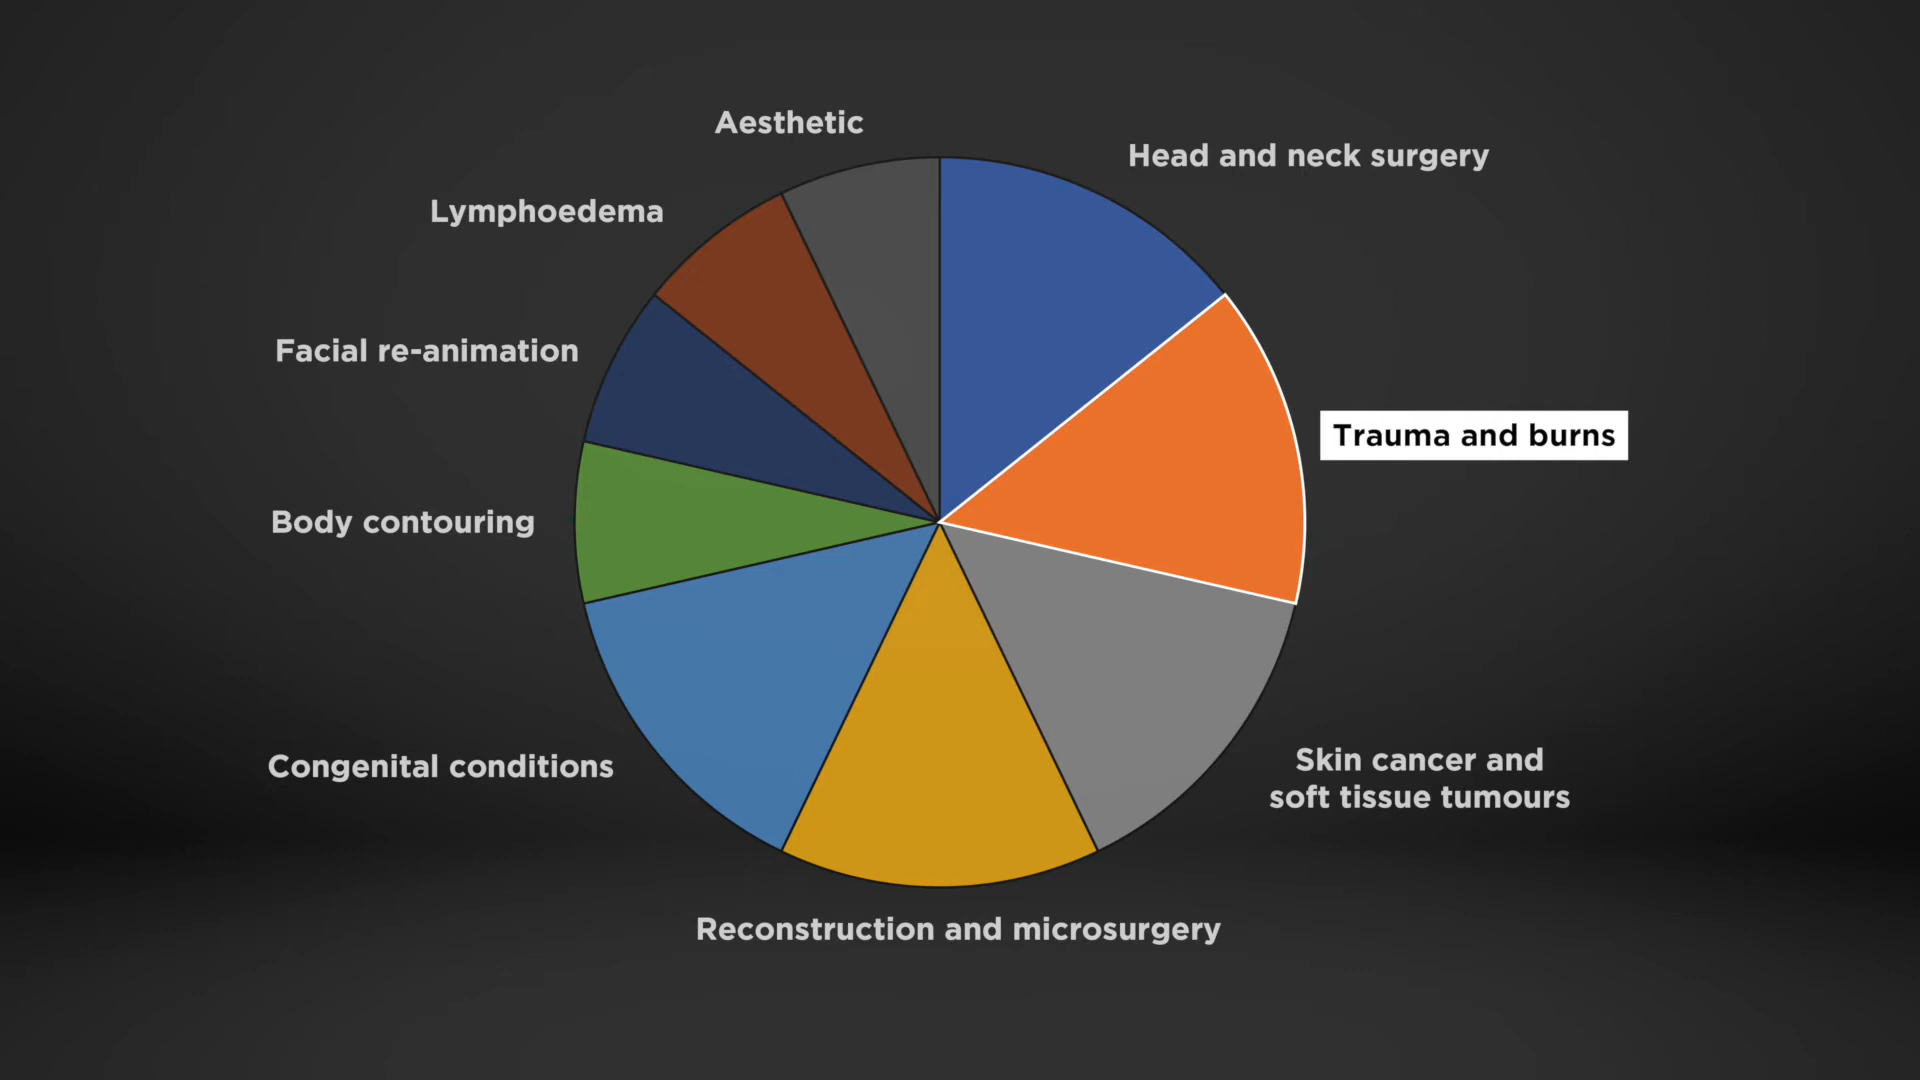 Aesthetic
Head and neck surgery
Lymphoedema
Facial re-animation
Trauma and burns
Body contouring
Congenital conditions
Skin cancer and
soft tissue tumours
Reconstruction and microsurgery